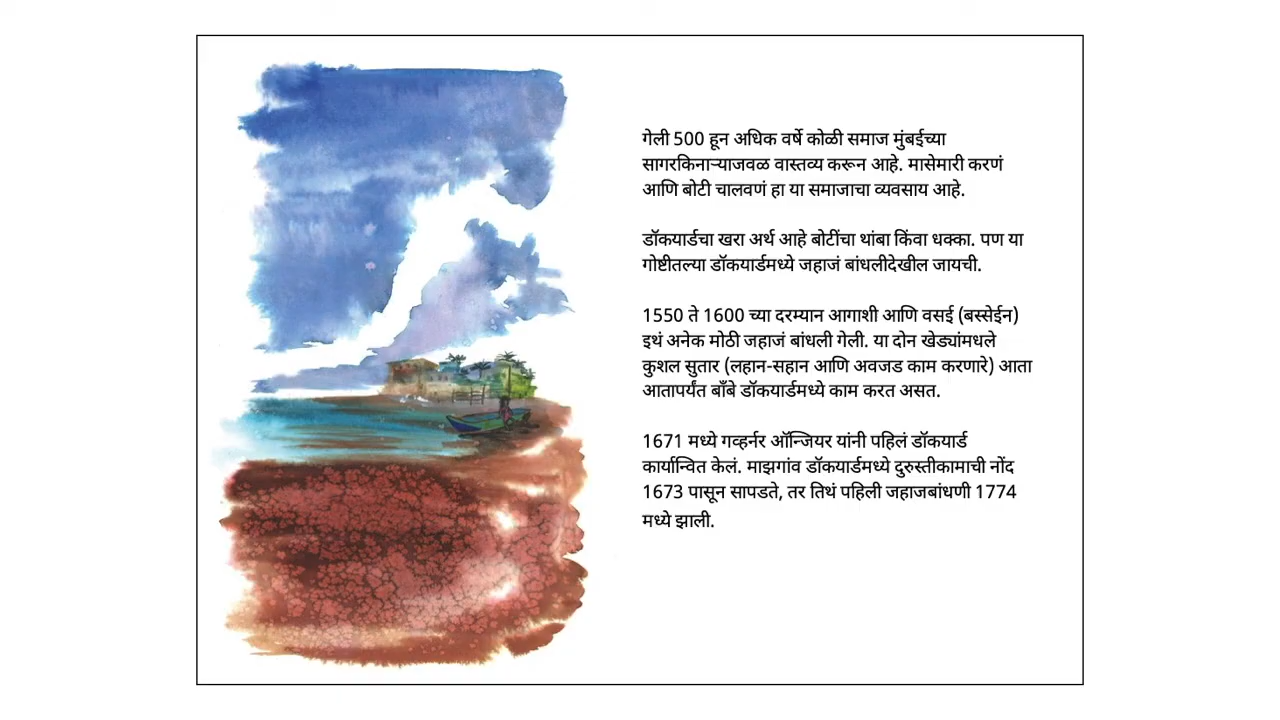 गेली 500 हून अधिक वर्षे कोळी समाज मुंबईच्या
सागरकिनाऱ्याजवळ वास्तव्य करून आहे. मासेमारी करणं
आणि बोटी चालवणं हा या समाजाचा व्यवसाय आहे.
डॉकयार्डचा खरा अर्थ आहे बोटींचा थांबा किंवा धक्का. पण या
गोष्टीतल्या डॉकयार्डमध्ये जहाजं बांधलीदेखील जायची.
1550 ते 1600 च्या दरम्यान आगाशी आणि वसई (बस्सेईन)
इथं अनेक मोठी जहाजं बांधली गेली. या दोन खेड्यांमधले
कुशल सुतार (लहान-सहान आणि अवजड काम करणारे) आता
आतापर्यंत बाँबे डॉकयार्डमध्ये काम करत असत.
1671 मध्ये गव्हर्नर ऑन्जियर यांनी पहिलं डॉकयार्ड
कार्यान्वित केलं. माझगांव डॉकयार्डमध्ये दुरुस्तीकामाची नोंद
1673 पासून सापडते, तर तिथं पहिली जहाजबांधणी 1774
मध्ये झाली.